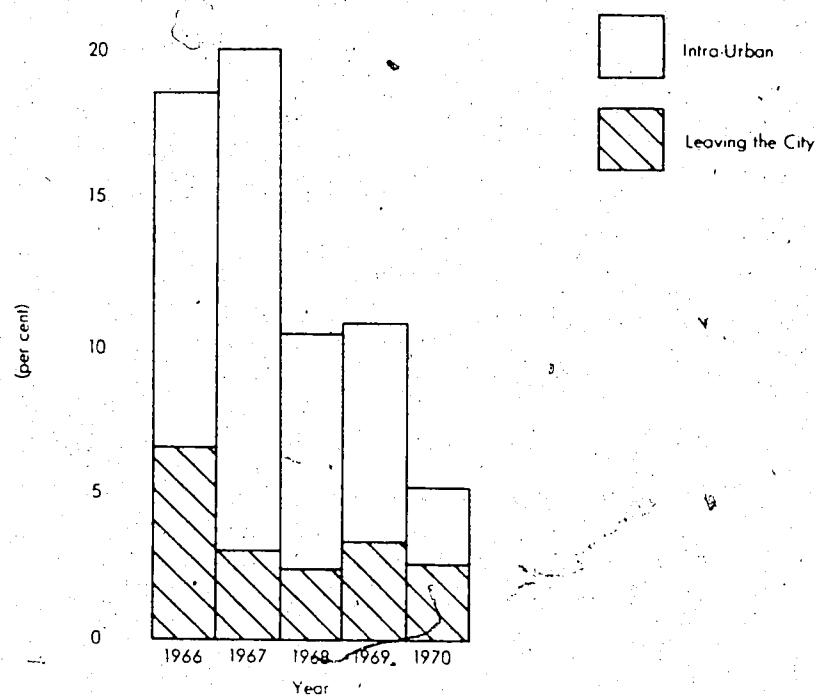 20
15
10
5
0
(per cent)
1966 1967 1968 1969 1970
Year
Intra-Urban
Leaving the City